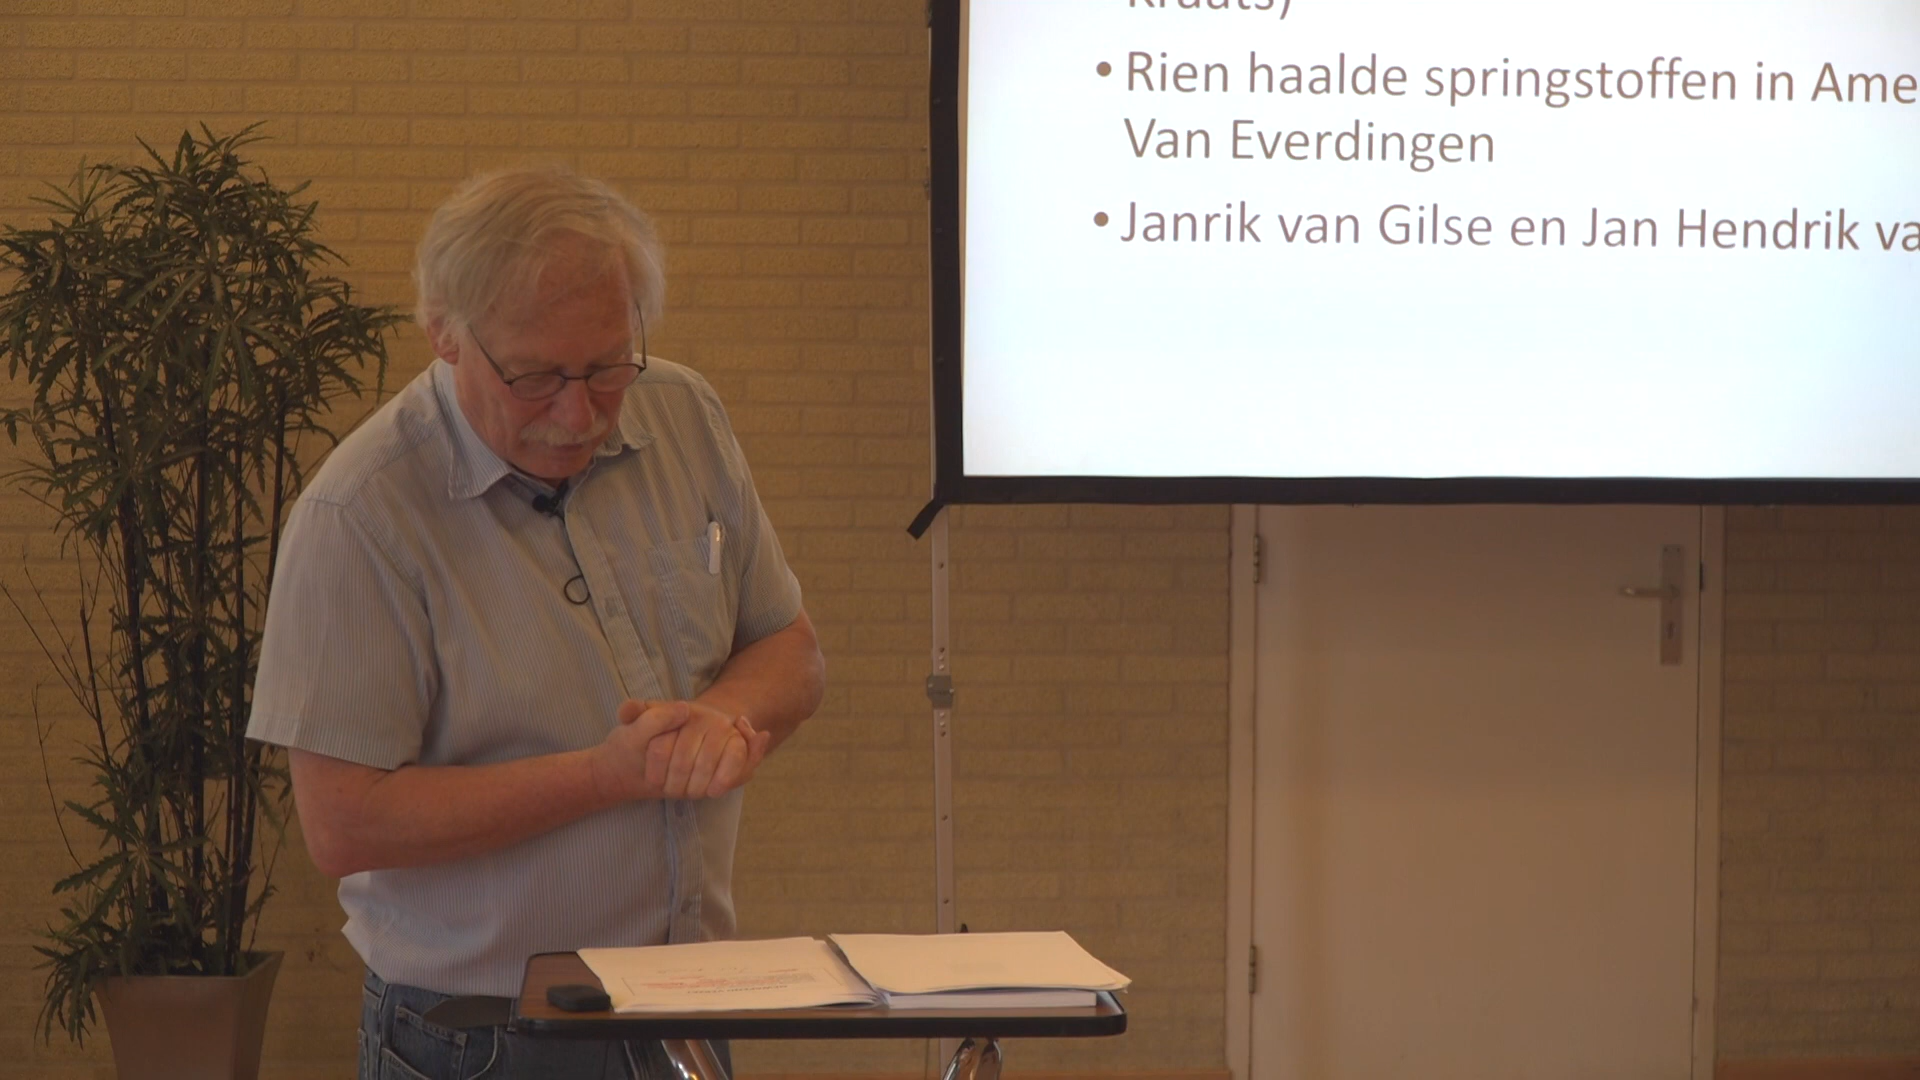 • Rien haalde springstoffen in Ame
Van Everdingen
• Janrik van Gilse en Jan Hendrik va